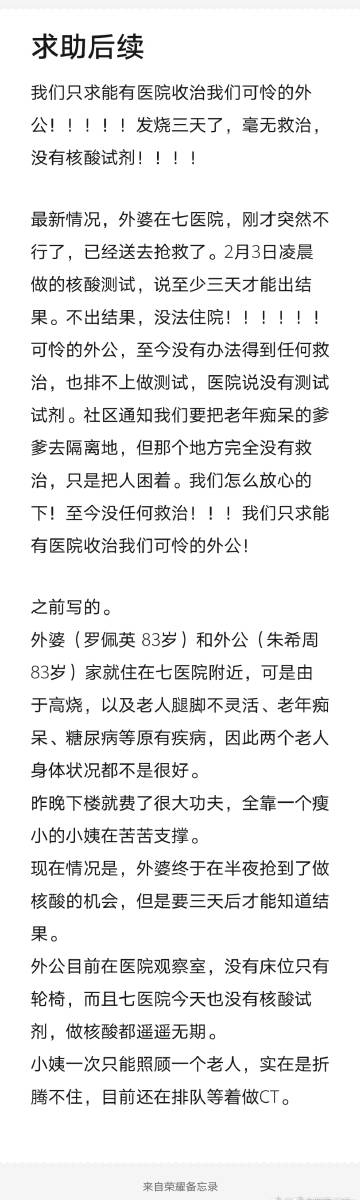 求助后续
我们只求能有医院收治我们可怜的外
公！！！！！发烧三天了，毫无救治，
没有核酸试剂！！！！
最新情况，外婆在七医院，刚才突然不
行了，已经送去抢救了。2月3日凌晨
做的核酸测试，说至少三天才能出结
果。不出结果，没法住院！！！！！！
可怜的外公，至今没有办法得到任何救
治，也排不上做测试，医院说没有测试
试剂。社区通知我们要把老年痴呆的爹
爹去隔离地，但那个地方完全没有救
治，只是把人困着。我们怎么放心的
下！至今没任何救治！！！我们只求能
有医院收治我们可怜的外公！
之前写的。
外婆（罗佩英 83岁）和外公（朱希周
83岁）家就住在七医院附近，可是由
于高烧，以及老人腿脚不灵活、老年痴
呆、糖尿病等原有疾病，因此两个老人
身体状况都不是很好。
昨晚下楼就费了很大功夫，全靠一个瘦
小的小姨在苦苦支撑。
现在情况是，外婆终于在半夜抢到了做
核酸的机会，但是要三天后才能知道结
果。
外公目前在医院观察室，没有床位只有
轮椅，而且七医院今天也没有核酸试
剂，做核酸都遥遥无期。
小姨一次只能照顾一个老人，实在是折
腾不住，目前还在排队等着做CT。
来自荣耀备忘录